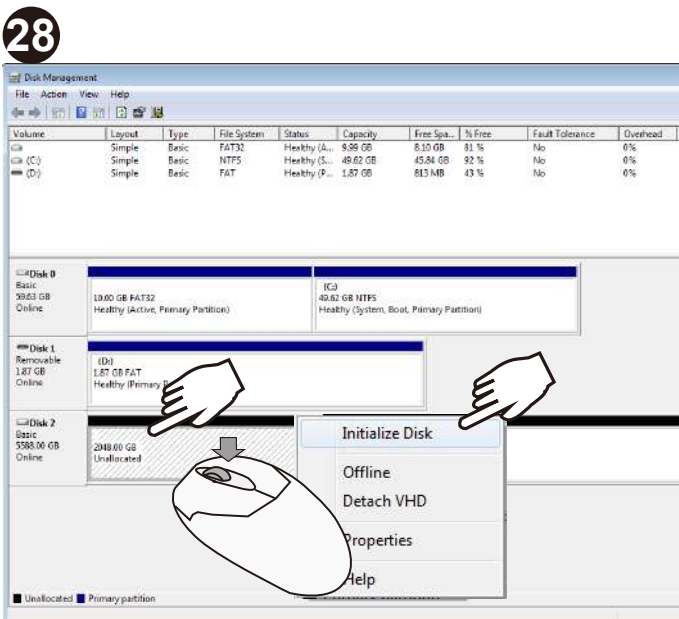 28
Disk Management
File Action View Help
Volume Layout Type File System Status Capacity Free Spa... % Free Fault Tolerance Overhead
Simple Basic FAT32 Healthy (A... 9.99 GB 8.10 GB 81 % No 0%
(C:) Simple Basic NTFS Healthy (S... 49.62 GB 45.84 GB 92 % No 0%
(D:) Simple Basic FAT Healthy (P... 1.87 GB 813 MB 43 % No 0%
Disk 0
Basic
59.63 GB
Online
10.00 GB FAT32
Healthy (Active, Primary Partition)
(C:)
49.62 GB NTFS
Healthy (System, Boot, Primary Partition)
Disk 1
Removable
1.87 GB
Online
(D:)
1.87 GB FAT
Healthy (Primary
Disk 2
Basic
5588.00 GB
Online
2048.00 GB
Unallocated
Initialize Disk
Offline
Detach VHD
Properties
Help
Unallocated Primary partition